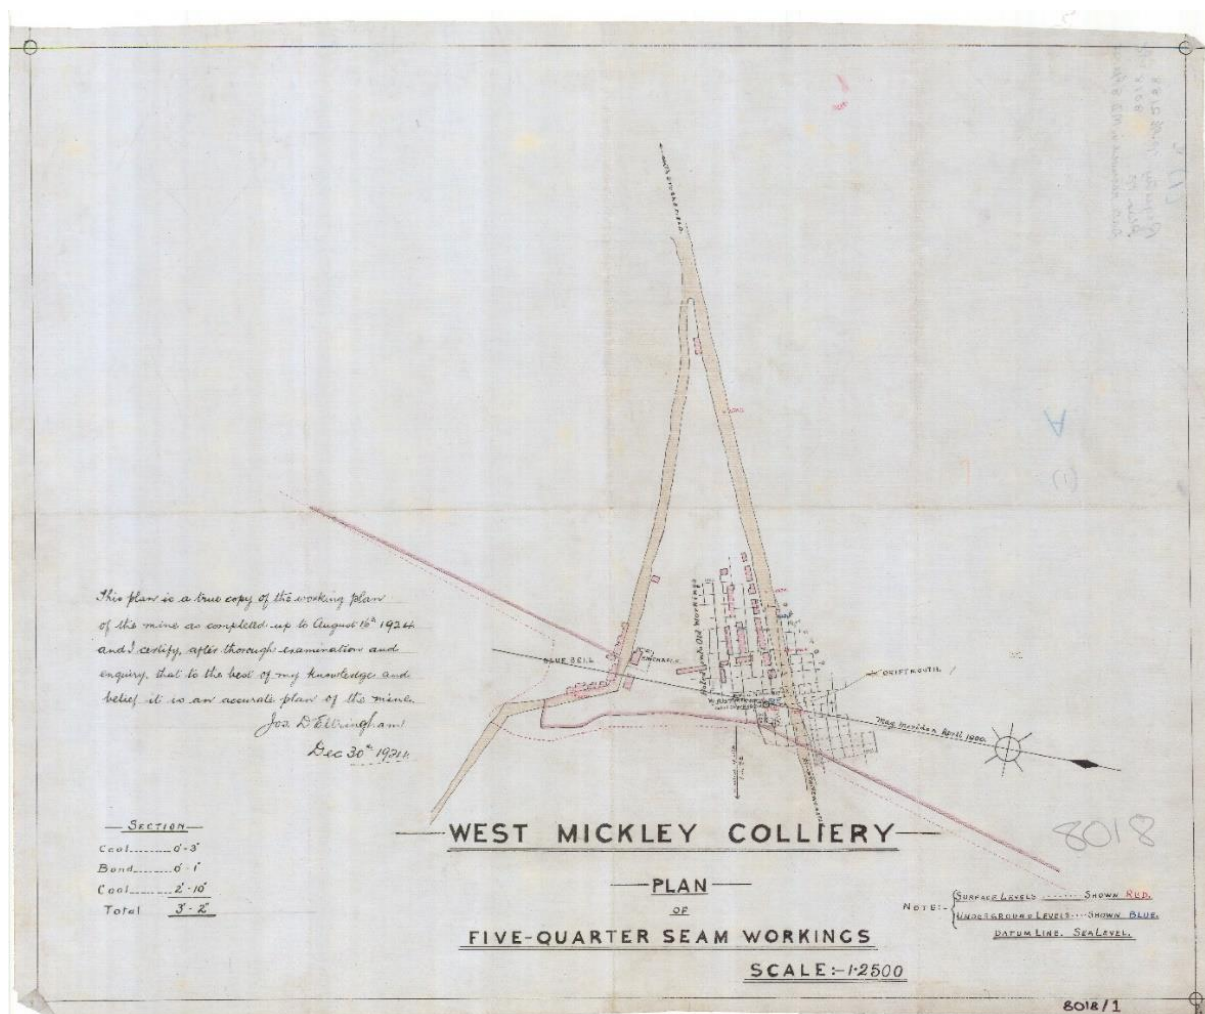 DRIFT MOUTH
BLUE BELL
Mag. Meridian April 1900.
This plan is a true copy of the working plan
of the mine as completed up to August 16th 1924
and I certify, after thorough examination and
enquiry, that to the best of my knowledge and
belief it is an accurate plan of the mine.
Jos. D Ellringham
Dec 30th 1924.
SECTION
Coal........0'-3"
Band........0'-1"
Coal........2'-10"
Total 3'-2"
WEST MICKLEY COLLIERY
PLAN
OF
FIVE-QUARTER SEAM WORKINGS
SCALE:-1·2500
NOTE:- SURFACE LEVELS ...... SHOWN RED.
UNDERGROUND LEVELS....SHOWN BLUE.
DATUM LINE. SEA LEVEL.
8018
8018/1